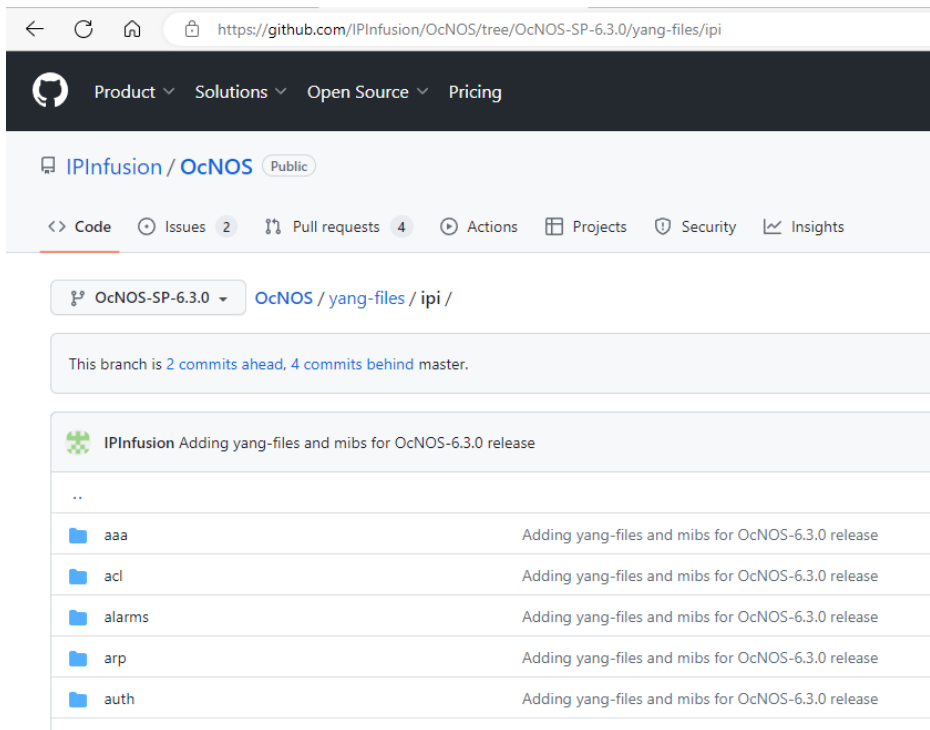 https://github.com/IPInfusion/OcNOS/tree/OcNOS-SP-6.3.0/yang-files/ipi
Product Solutions Open Source Pricing
IPInfusion / OcNOS Public
Code Issues 2 Pull requests 4 Actions Projects Security Insights
OcNOS-SP-6.3.0 OcNOS / yang-files / ipi /
This branch is 2 commits ahead, 4 commits behind master.
IPInfusion Adding yang-files and mibs for OcNOS-6.3.0 release
..
aaa Adding yang-files and mibs for OcNOS-6.3.0 release
acl Adding yang-files and mibs for OcNOS-6.3.0 release
alarms Adding yang-files and mibs for OcNOS-6.3.0 release
arp Adding yang-files and mibs for OcNOS-6.3.0 release
auth Adding yang-files and mibs for OcNOS-6.3.0 release